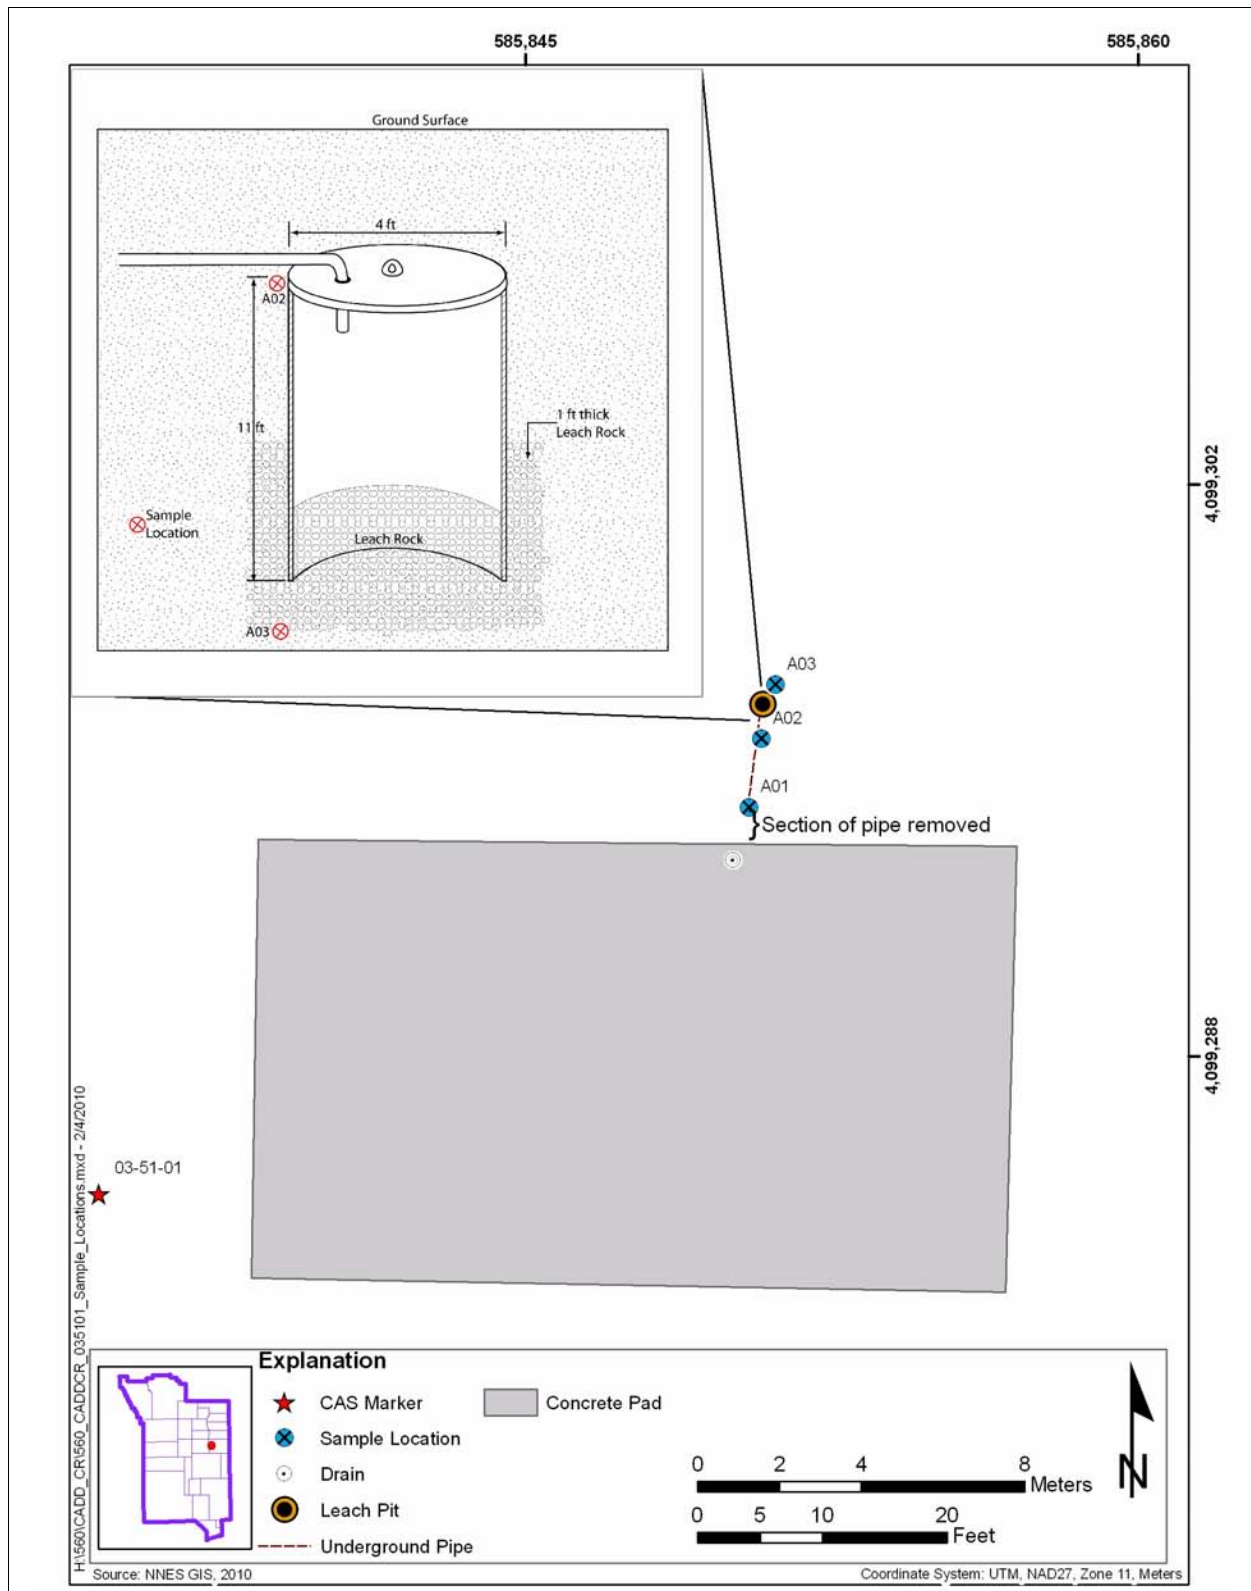 585,845
585,860
Ground Surface
4 ft
A02
11 ft
1 ft thick
Leach Rock
Sample
Location
Leach Rock
A03
4,099,302
A03
A02
A01
}Section of pipe removed
4,099,288
03-51-01
H:\560\CADD_CR\560_CADDCR_035101_Sample_Locations.mxd - 2/4/2010
Explanation
CAS Marker
Concrete Pad
Sample Location
Drain
Leach Pit
Underground Pipe
0 2 4 8
Meters
0 5 10 20
Feet
N
Source: NNES GIS, 2010
Coordinate System: UTM, NAD27, Zone 11, Meters